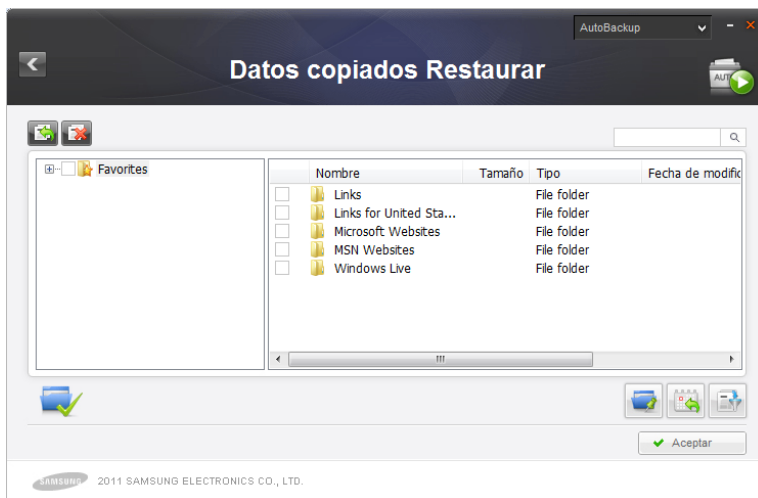 AutoBackup
Datos copiados Restaurar
AUTO
Favorites
Nombre Tamaño Tipo Fecha de modific
Links File folder
Links for United Sta... File folder
Microsoft Websites File folder
MSN Websites File folder
Windows Live File folder
Aceptar
SAMSUNG 2011 SAMSUNG ELECTRONICS CO., LTD.